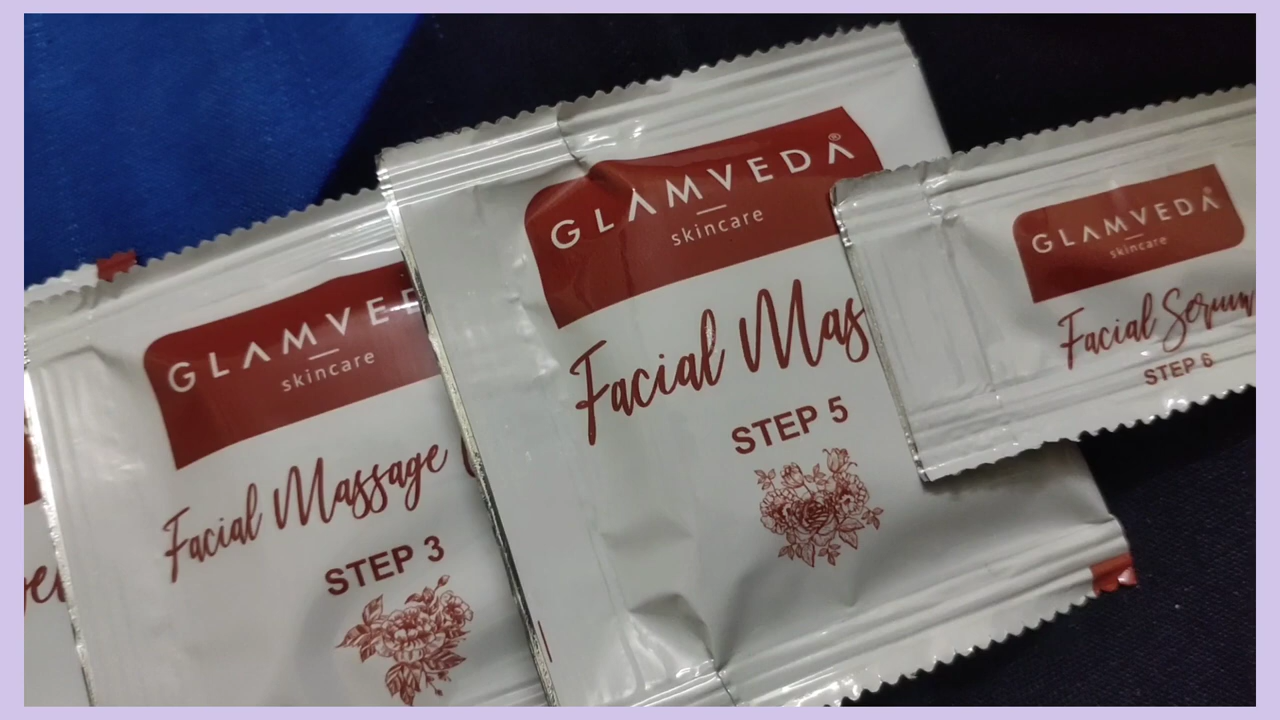 GLAMVEDA®
skincare
Facial Massage
STEP 3
GLAMVEDA®
skincare
Facial Mas
STEP 5
GLAMVEDA®
skincare
Facial Serum
STEP 6